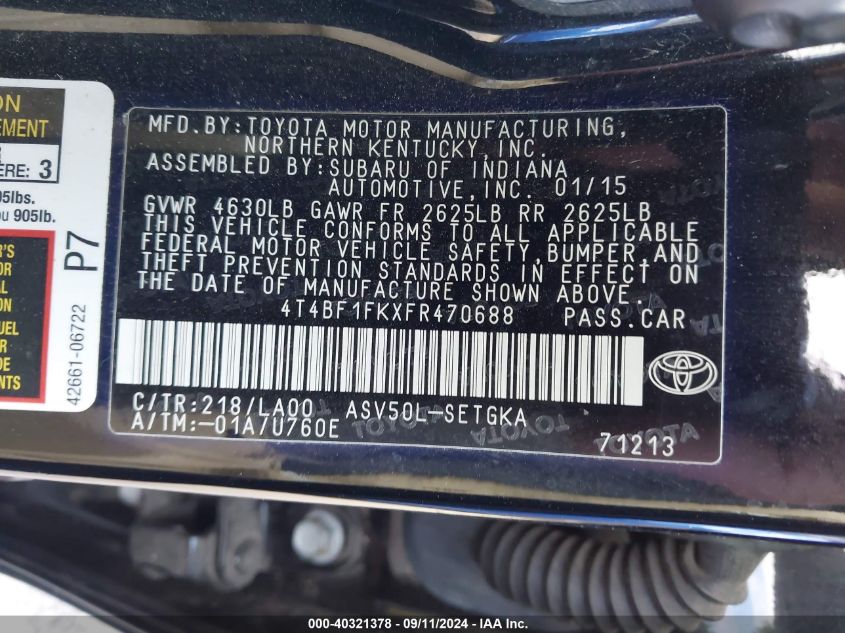 ON
EMENT
ERE: 3
95lbs.
ou 905lb.
P7
42661-06722
MFD.BY:TOYOTA MOTOR MANUFACTURING,
NORTHERN KENTUCKY,INC.
ASSEMBLED BY:SUBARU OF INDIANA
AUTOMOTIVE,INC. 01/15
GVWR 4630LB GAWR FR 2625LB RR 2625LB
THIS VEHICLE CONFORMS TO ALL APPLICABLE
FEDERAL MOTOR VEHICLE SAFETY,BUMPER,AND
THEFT PREVENTION STANDARDS IN EFFECT ON
THE DATE OF MANUFACTURE SHOWN ABOVE.
4T4BF1FKXFR470688 PASS.CAR
C/TR:218/LA00 ASV50L-SETGKA
A/TM:-01A/U760E
71213
000-40321378 - 09/11/2024 - IAA Inc.